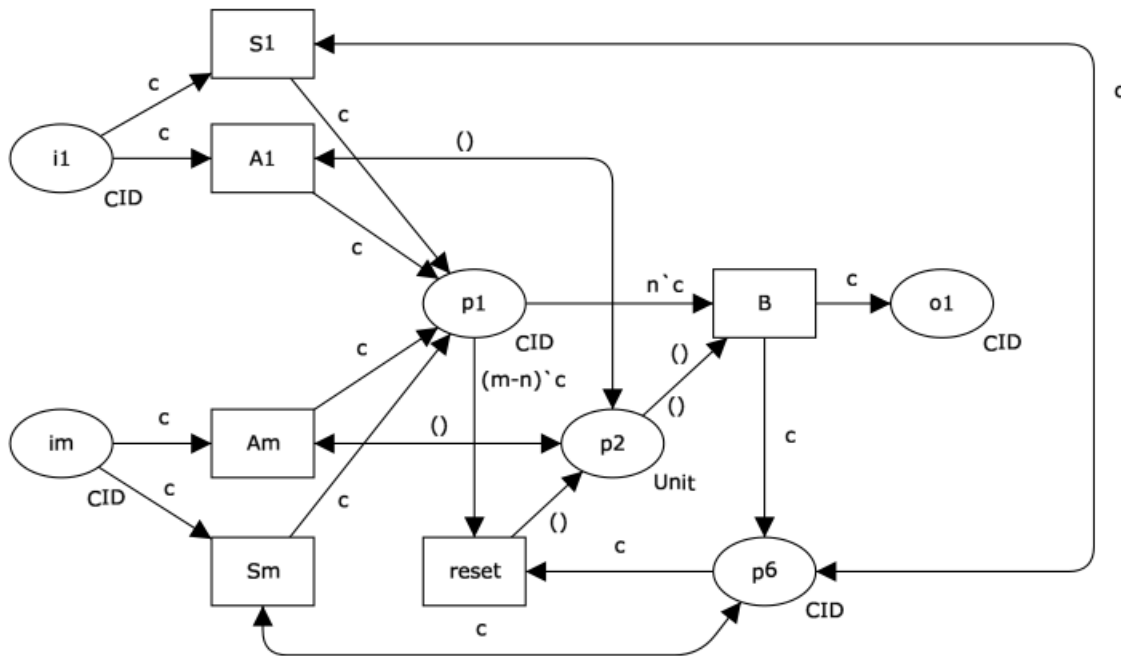 S1
c
c
c
c
()
i1
A1
CID
c
p1
n`c
B
c
o1
CID
CID
()
c
(m-n)`c
()
im
c
Am
()
p2
c
CID
c
c
Unit
()
Sm
reset
c
p6
CID
c